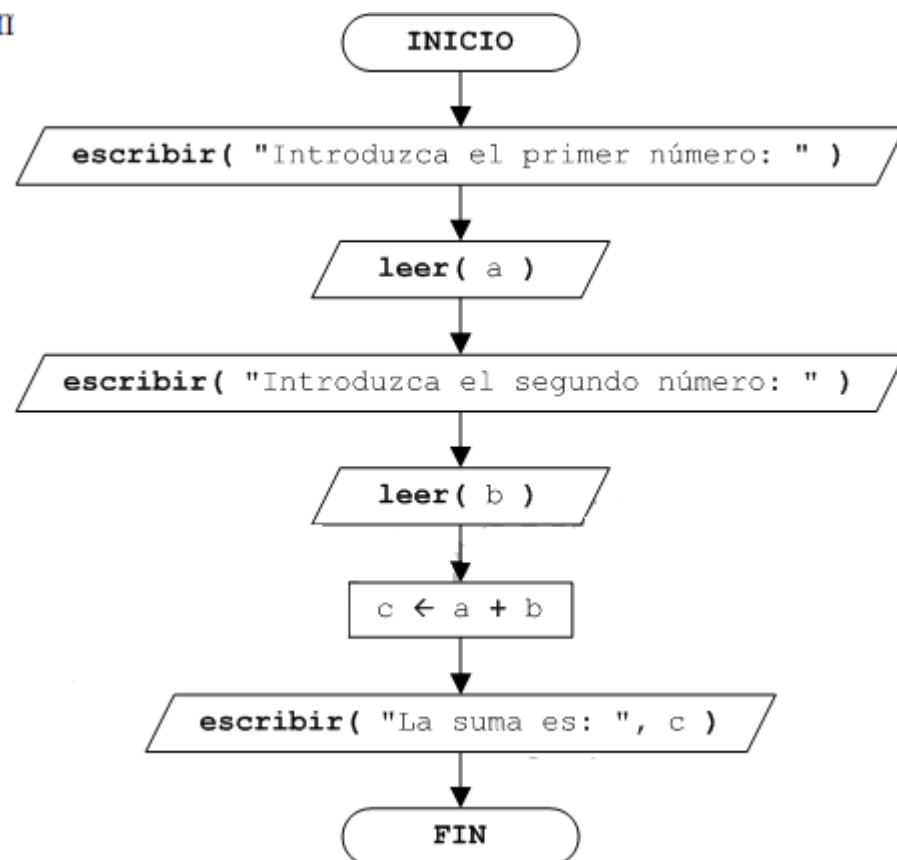 INICIO
escribir( "Introduzca el primer número: " )
leer( a )
escribir( "Introduzca el segundo número: " )
leer( b )
c ← a + b
escribir( "La suma es: ", c )
FIN